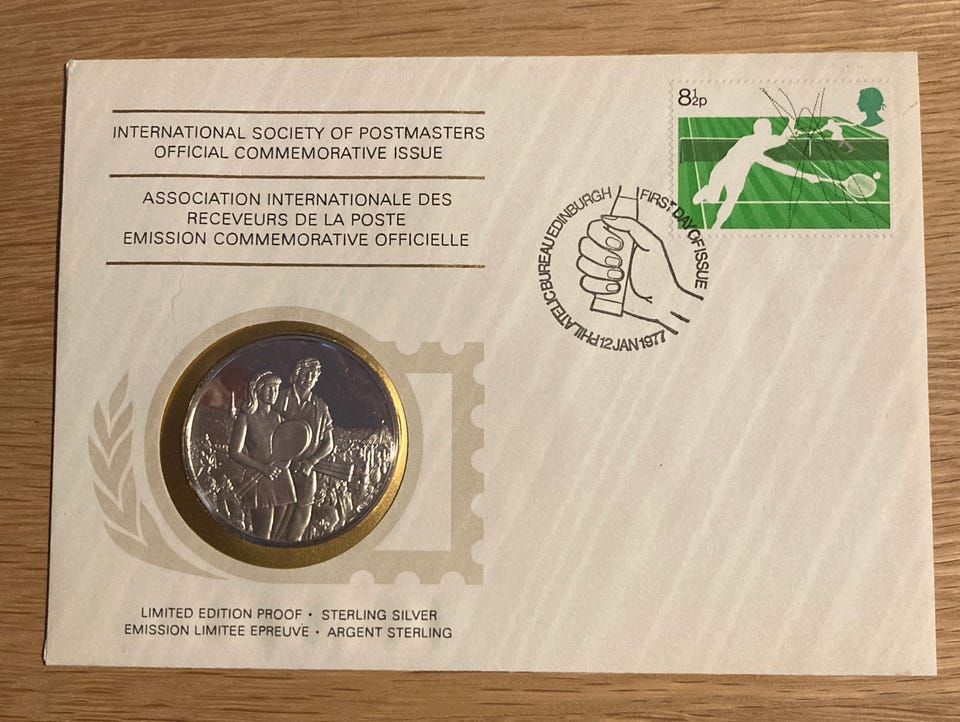 INTERNATIONAL SOCIETY OF POSTMASTERS
OFFICIAL COMMEMORATIVE ISSUE
ASSOCIATION INTERNATIONALE DES
RECEVEURS DE LA POSTE
EMISSION COMMEMORATIVE OFFICIELLE
8½p
PHILATELIC BUREAU EDINBURGH
FIRST DAY OF ISSUE
12 JAN 1977
LIMITED EDITION PROOF • STERLING SILVER
EMISSION LIMITEE EPREUVE • ARGENT STERLING